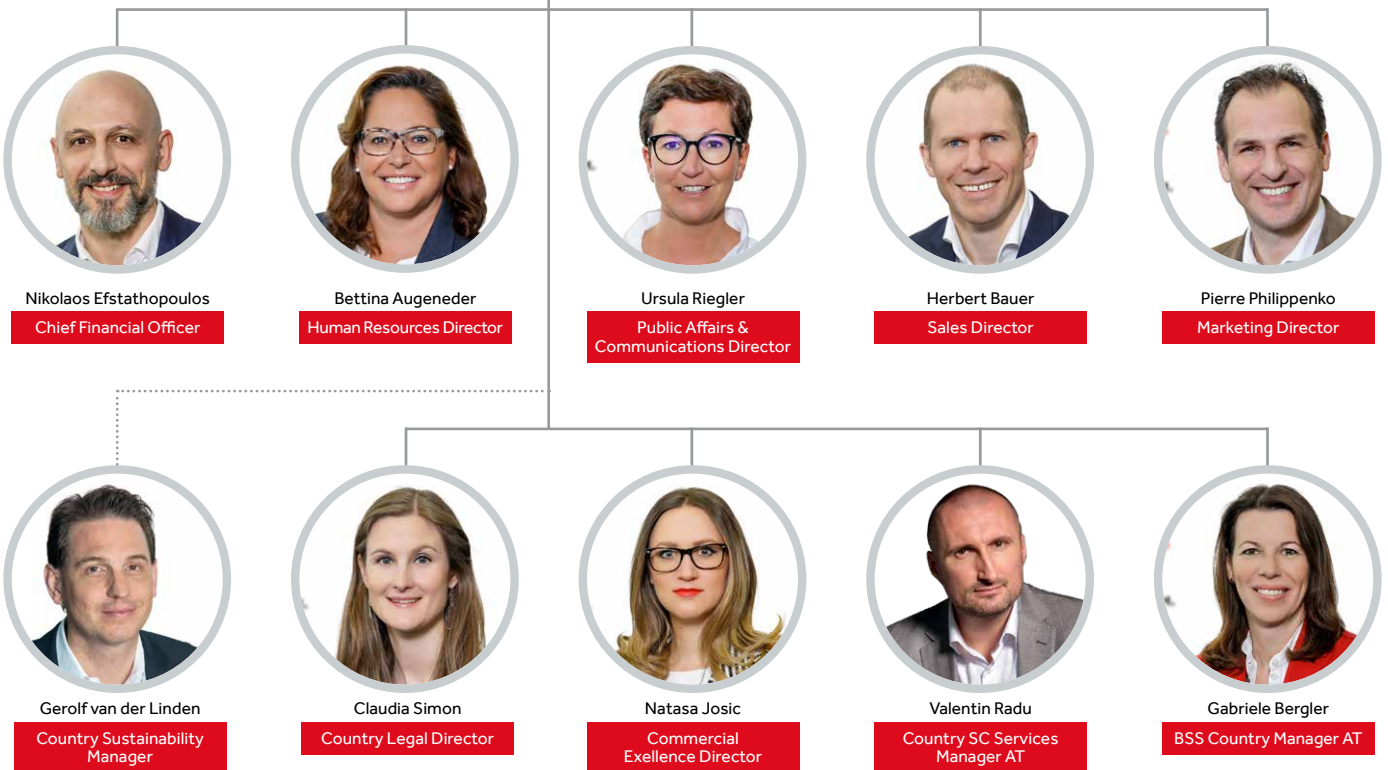 Nikolaos Efstathopoulos
Chief Financial Officer
Bettina Augeneder
Human Resources Director
Ursula Riegler
Public Affairs &
Communications Director
Herbert Bauer
Sales Director
Pierre Philippenko
Marketing Director
Gerolf van der Linden
Country Sustainability
Manager
Claudia Simon
Country Legal Director
Natasa Josic
Commercial
Exellence Director
Valentin Radu
Country SC Services
Manager AT
Gabriele Bergler
BSS Country Manager AT